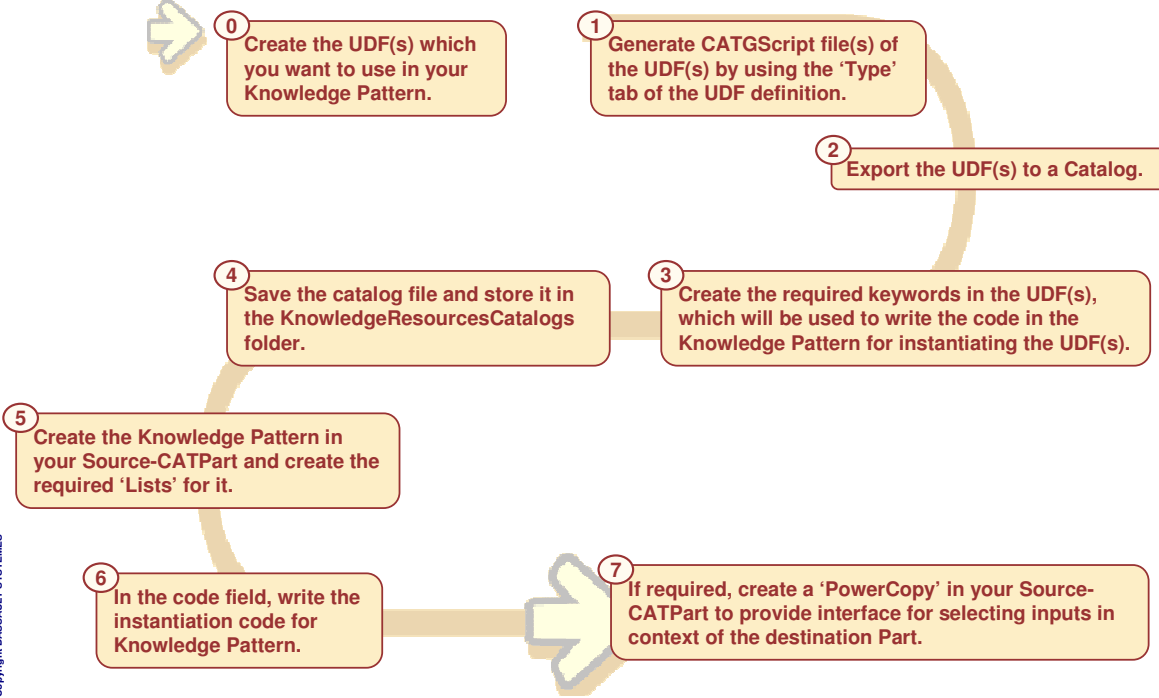 0
Create the UDF(s) which
you want to use in your
Knowledge Pattern.
1
Generate CATGScript file(s) of
the UDF(s) by using the ‘Type’
tab of the UDF definition.
2
Export the UDF(s) to a Catalog.
3
Create the required keywords in the UDF(s),
which will be used to write the code in the
Knowledge Pattern for instantiating the UDF(s).
4
Save the catalog file and store it in
the KnowledgeResourcesCatalogs
folder.
5
Create the Knowledge Pattern in
your Source-CATPart and create the
required ‘Lists’ for it.
6
In the code field, write the
instantiation code for
Knowledge Pattern.
7
If required, create a ‘PowerCopy’ in your Source-
CATPart to provide interface for selecting inputs in
context of the destination Part.
Copyright DASSAULT SYSTEMES